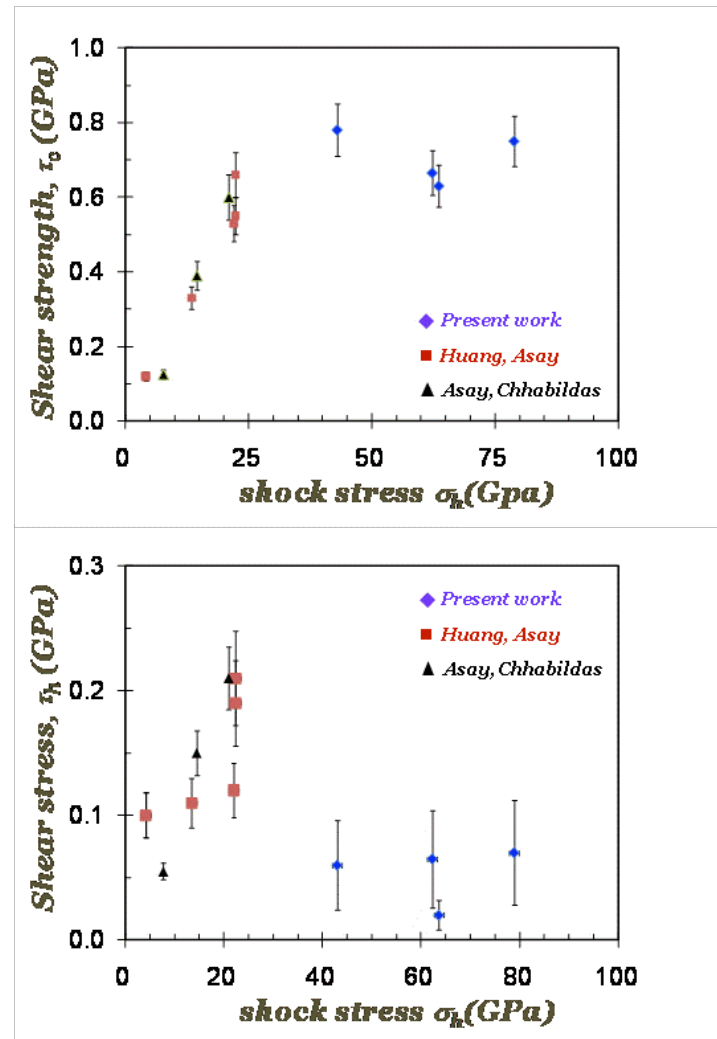 1.0
0.8
0.6
0.4
0.2
0.0
Shear strength, τo (GPa)
Present work
Huang, Asay
Asay, Chhabildas
0 25 50 75 100
shock stress σh(Gpa)
0.3
0.2
0.1
0.0
Shear stress, τh (GPa)
Present work
Huang, Asay
Asay, Chhabildas
0 20 40 60 80 100
shock stress σh(GPa)